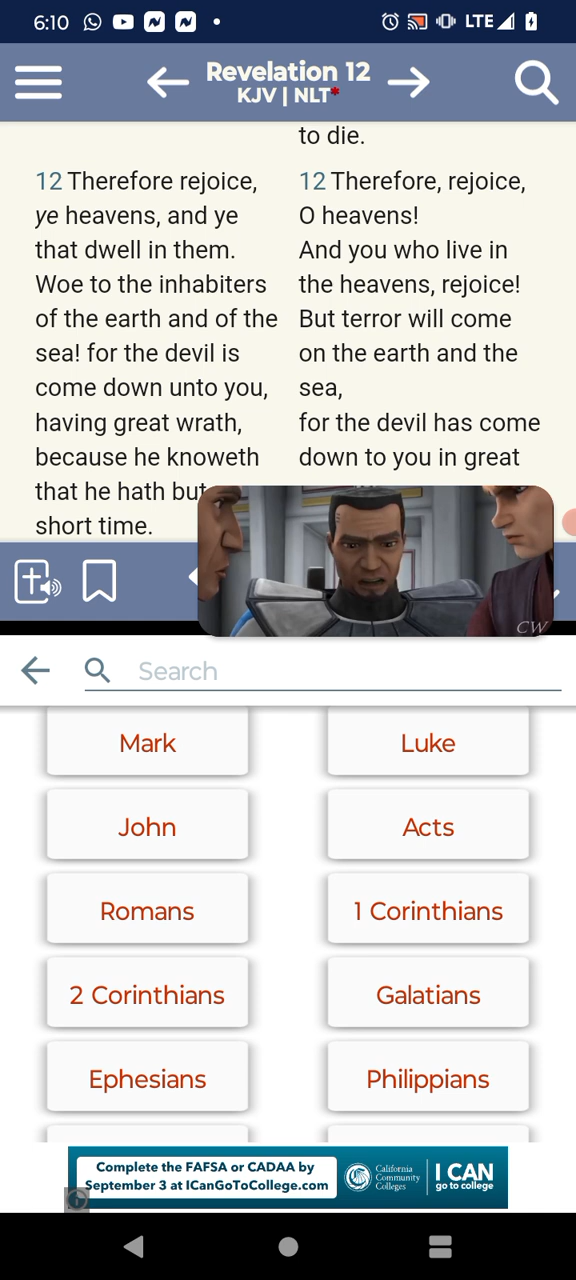 6:10
LTE
Revelation 12
KJV | NLT*
to die.
12 Therefore rejoice,
ye heavens, and ye
that dwell in them.
Woe to the inhabiters
of the earth and of the
sea! for the devil is
come down unto you,
having great wrath,
because he knoweth
that he hath but
short time.
12 Therefore, rejoice,
O heavens!
And you who live in
the heavens, rejoice!
But terror will come
on the earth and the
sea,
for the devil has come
down to you in great
CW
Search
Mark
Luke
John
Acts
Romans
1 Corinthians
2 Corinthians
Galatians
Ephesians
Philippians
Complete the FAFSA or CADAA by
September 3 at ICanGoToCollege.com
California
Community
Colleges
I CAN
go to college